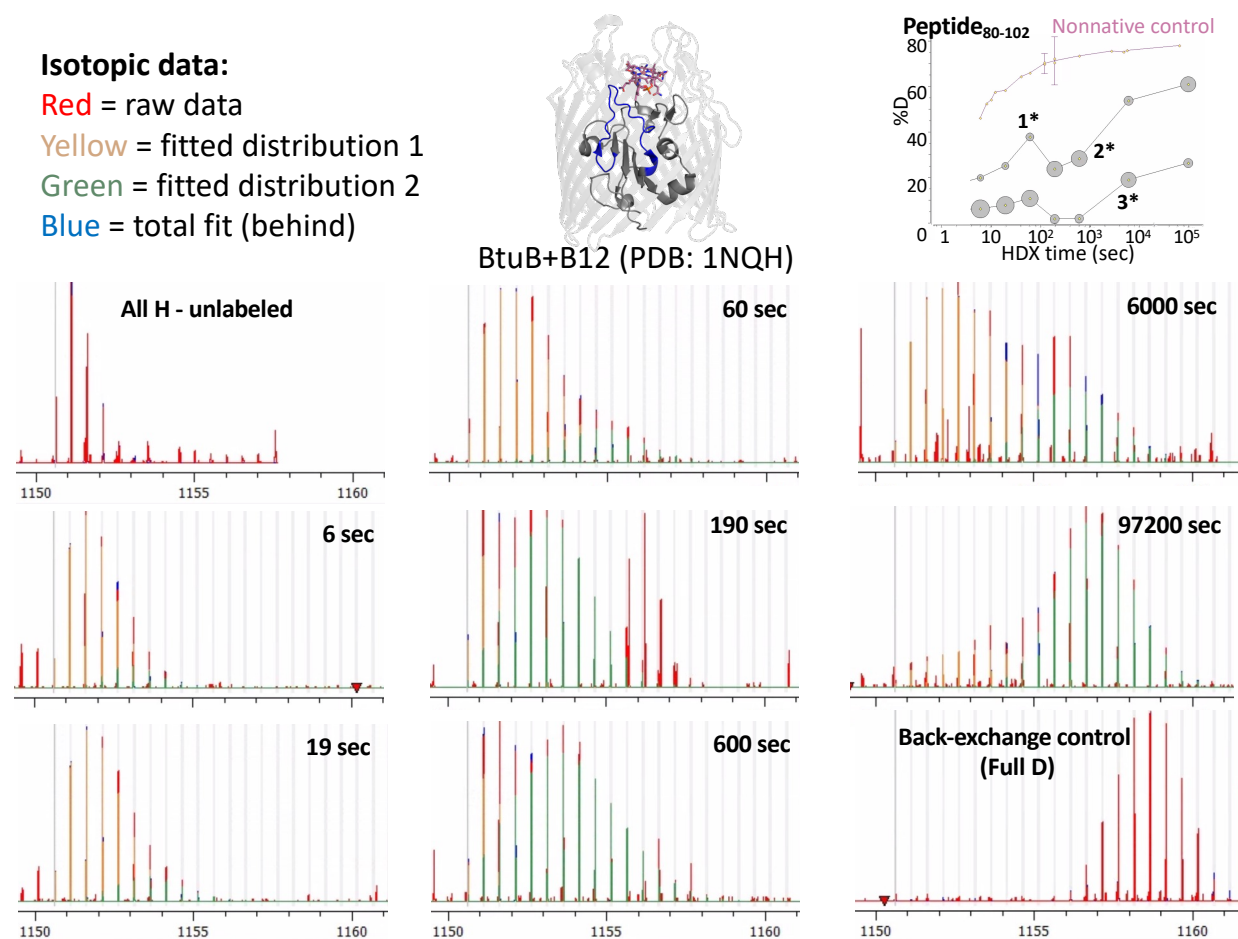 Isotopic data:
Red = raw data
Yellow = fitted distribution 1
Green = fitted distribution 2
Blue = total fit (behind)
BtuB+B12 (PDB: 1NQH)
Peptide80-102 Nonnative control
80
60
40
20
0
%D
1*
2*
3*
1 10 10² 10³ 10⁴ 10⁵
HDX time (sec)
All H - unlabeled
1150 1155 1160
60 sec
6000 sec
6 sec
190 sec
97200 sec
19 sec
1150 1155 1160
600 sec
1150 1155 1160
Back-exchange control
(Full D)
1150 1155 1160